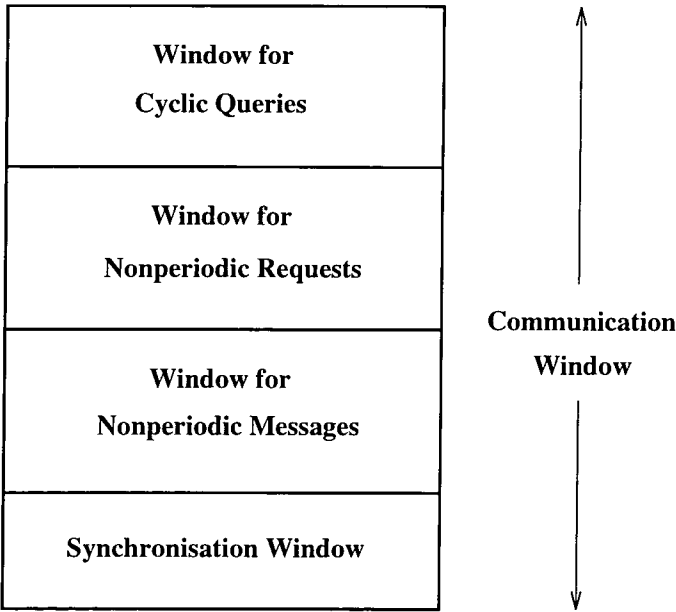 Window for
Cyclic Queries
Window for
Nonperiodic Requests
Window for
Nonperiodic Messages
Synchronisation Window
Communication
Window